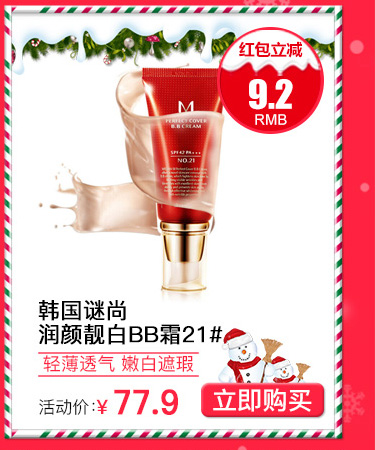 红包立减
9.2
RMB
M
PERFECT COVER
B.B CREAM
SPF42 PA+++
NO.21
韩国谜尚
润颜靓白BB霜21#
轻薄透气 嫩白遮瑕
活动价:¥ 77.9
立即购买